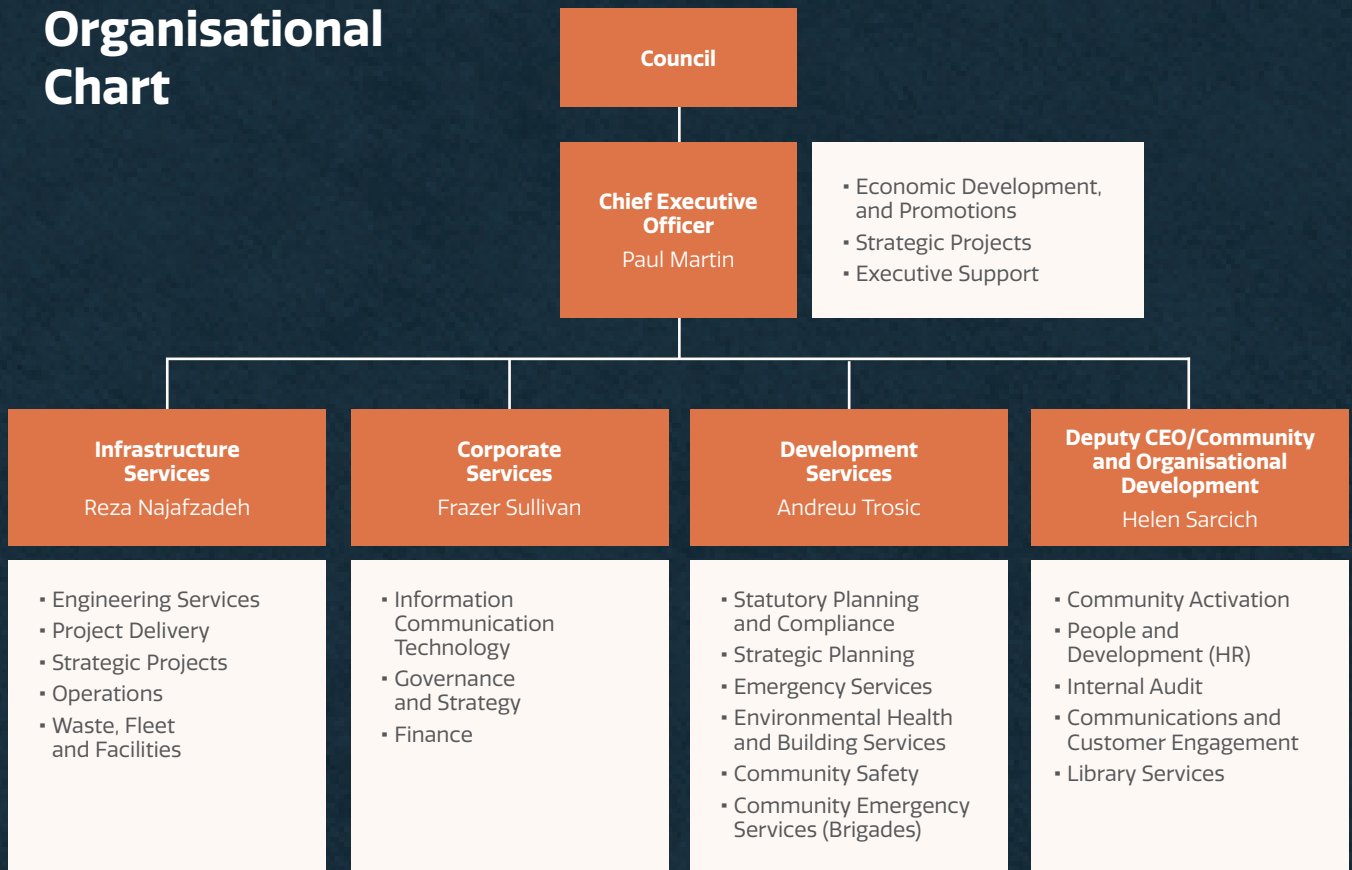 Organisational
Chart
Council
Chief Executive
Officer
Paul Martin
▪ Economic Development,
and Promotions
▪ Strategic Projects
▪ Executive Support
Infrastructure
Services
Reza Najafzadeh
▪ Engineering Services
▪ Project Delivery
▪ Strategic Projects
▪ Operations
▪ Waste, Fleet
and Facilities
Corporate
Services
Frazer Sullivan
▪ Information
Communication
Technology
▪ Governance
and Strategy
▪ Finance
Development
Services
Andrew Trosic
▪ Statutory Planning
and Compliance
▪ Strategic Planning
▪ Emergency Services
▪ Environmental Health
and Building Services
▪ Community Safety
▪ Community Emergency
Services (Brigades)
Deputy CEO/Community
and Organisational
Development
Helen Sarcich
▪ Community Activation
▪ People and
Development (HR)
▪ Internal Audit
▪ Communications and
Customer Engagement
▪ Library Services